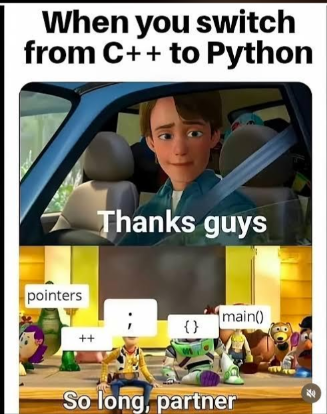 When you switch
from C++ to Python
Thanks guys
pointers
;
{}
main()
++
So long, partner